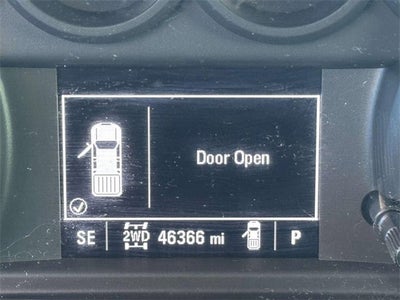 Door Open
SE 2WD 46366 mi P